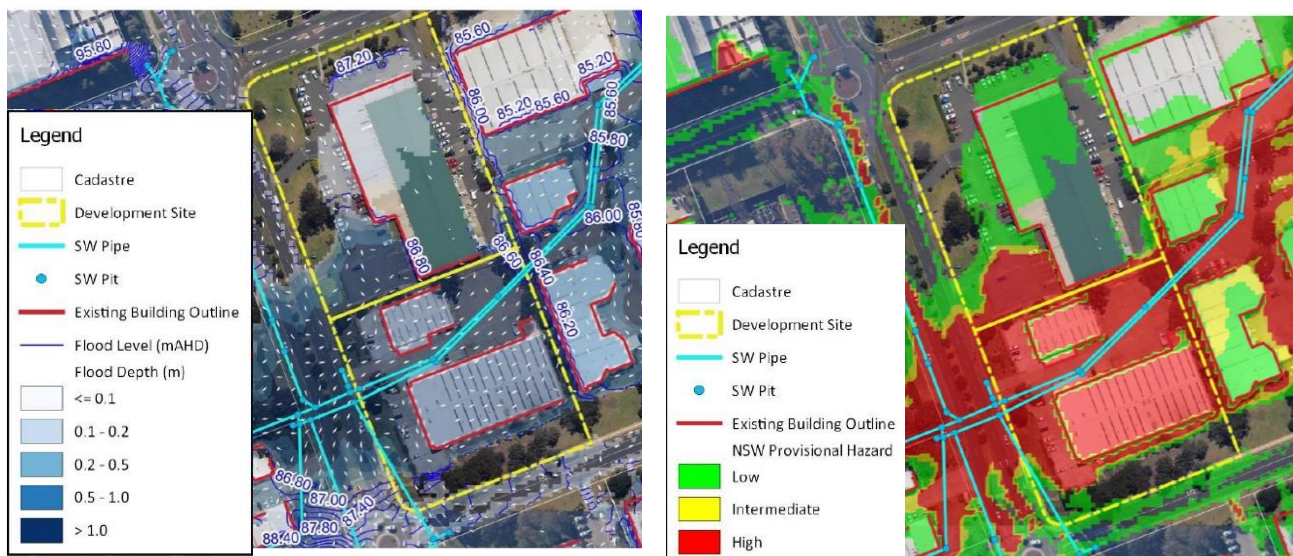 95.80
87.20
85.60
86.00
85.20
85.60
85.20
85.60
85.80
86.00
85.80
86.80
86.60
86.40
86.20
86.80
87.00
87.40
87.80
88.40
Legend
Cadastre
Development Site
SW Pipe
SW Pit
Existing Building Outline
Flood Level (mAHD)
Flood Depth (m)
<= 0.1
0.1 - 0.2
0.2 - 0.5
0.5 - 1.0
> 1.0
Legend
Cadastre
Development Site
SW Pipe
SW Pit
Existing Building Outline
NSW Provisional Hazard
Low
Intermediate
High